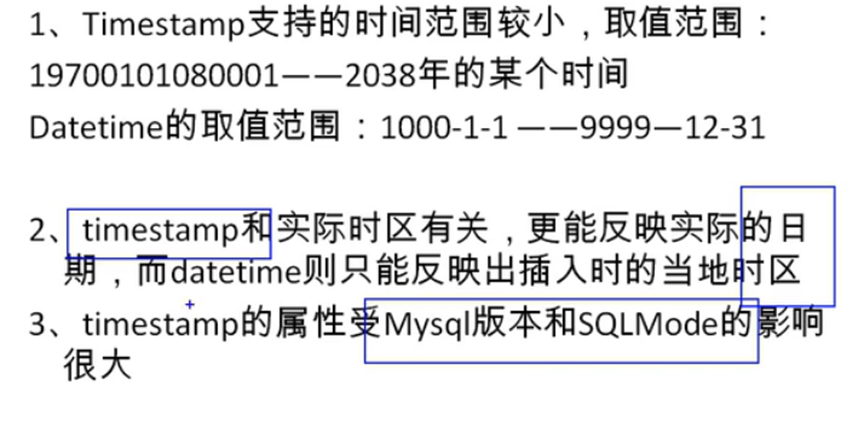 1、Timestamp支持的时间范围较小，取值范围：
19700101080001——2038年的某个时间
Datetime的取值范围：1000-1-1 ——9999—12-31
2、timestamp和实际时区有关，更能反映实际的日
期，而datetime则只能反映出插入时的当地时区
3、timestamp的属性受Mysql版本和SQLMode的影响
很大